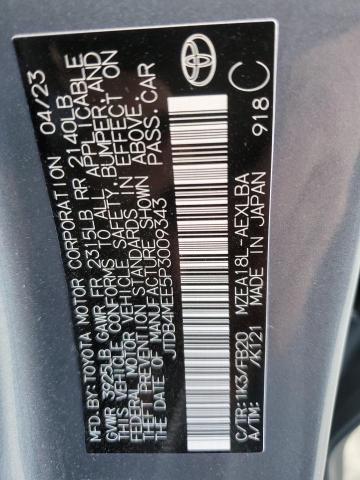 MFD.BY:TOYOTA MOTOR CORPORATION 04/23
GVWR 3925LB GAWR FR 2315LB RR 2140LB
THIS VEHICLE CONFORMS TO ALL APPLICABLE
FEDERAL MOTOR VEHICLE SAFETY, BUMPER, AND
THEFT PREVENTION STANDARDS IN EFFECT ON
THE DATE OF MANUFACTURE SHOWN ABOVE.
JTDB4MEE5P3009343 PASS.CAR
C/TR:1K3/FB20 MZEA18L-AEXLBA
A/TM: /K121 MADE IN JAPAN
918 C